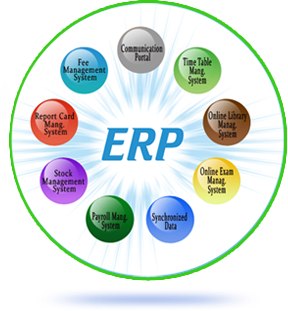 Communication
Portal
Time Table
Mang.
System
Online Library
Manag.
System
Online Exam
Manag.
System
Synchronized
Data
Payroll Mang.
System
Stock
Management
System
Report Card
Mang.
System
Fee
Management
System
ERP